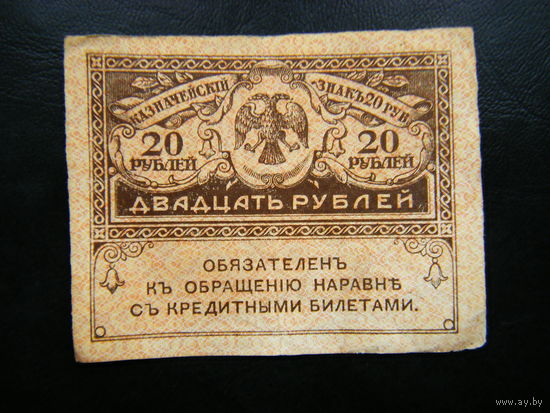 КАЗНАЧЕЙСКІЙ ЗНАКЪ 20 РУБ
20 РУБЛЕЙ
20 РУБЛЕЙ
ДВАДЦАТЬ РУБЛЕЙ
ОБЯЗАТЕЛЕНЪ
КЪ ОБРАЩЕНІЮ НАРАВНѢ
СЪ КРЕДИТНЫМИ БИЛЕТАМИ.
www.ay.by